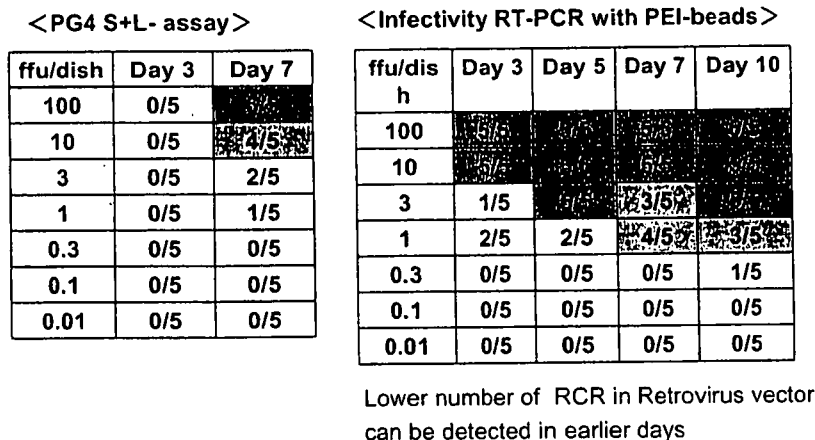 <PG4 S+L- assay>
ffu/dish Day 3 Day 7
100 0/5
10 0/5 4/5
3 0/5 2/5
1 0/5 1/5
0.3 0/5 0/5
0.1 0/5 0/5
0.01 0/5 0/5
<Infectivity RT-PCR with PEI-beads>
ffu/dis
h Day 3 Day 5 Day 7 Day 10
100
10
3 1/5 3/5
1 2/5 2/5 4/5 3/5
0.3 0/5 0/5 0/5 1/5
0.1 0/5 0/5 0/5 0/5
0.01 0/5 0/5 0/5 0/5
Lower number of RCR in Retrovirus vector
can be detected in earlier days